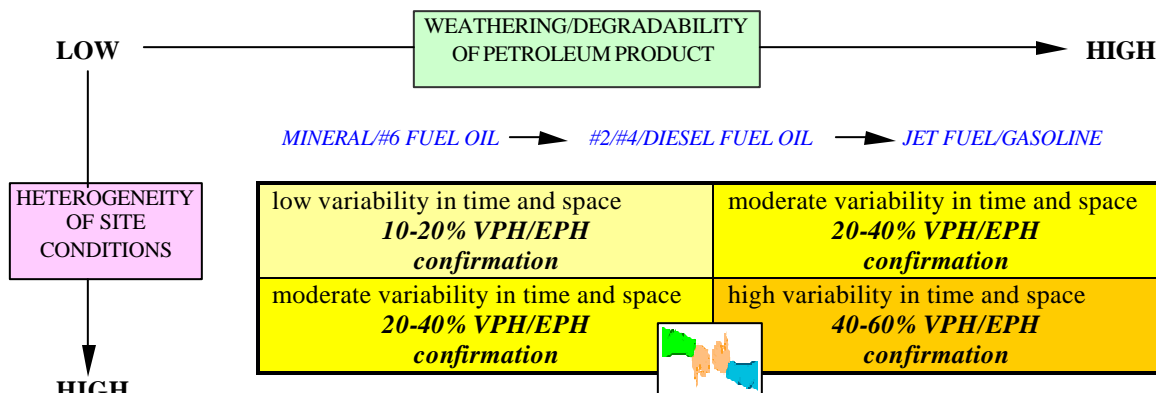 WEATHERING/DEGRADABILITY
OF PETROLEUM PRODUCT
LOW
HIGH
MINERAL/#6 FUEL OIL
#2/#4/DIESEL FUEL OIL
JET FUEL/GASOLINE
HETEROGENEITY
OF SITE
CONDITIONS
low variability in time and space
10-20% VPH/EPH
confirmation
moderate variability in time and space
20-40% VPH/EPH
confirmation
moderate variability in time and space
20-40% VPH/EPH
confirmation
high variability in time and space
40-60% VPH/EPH
confirmation
HIGH